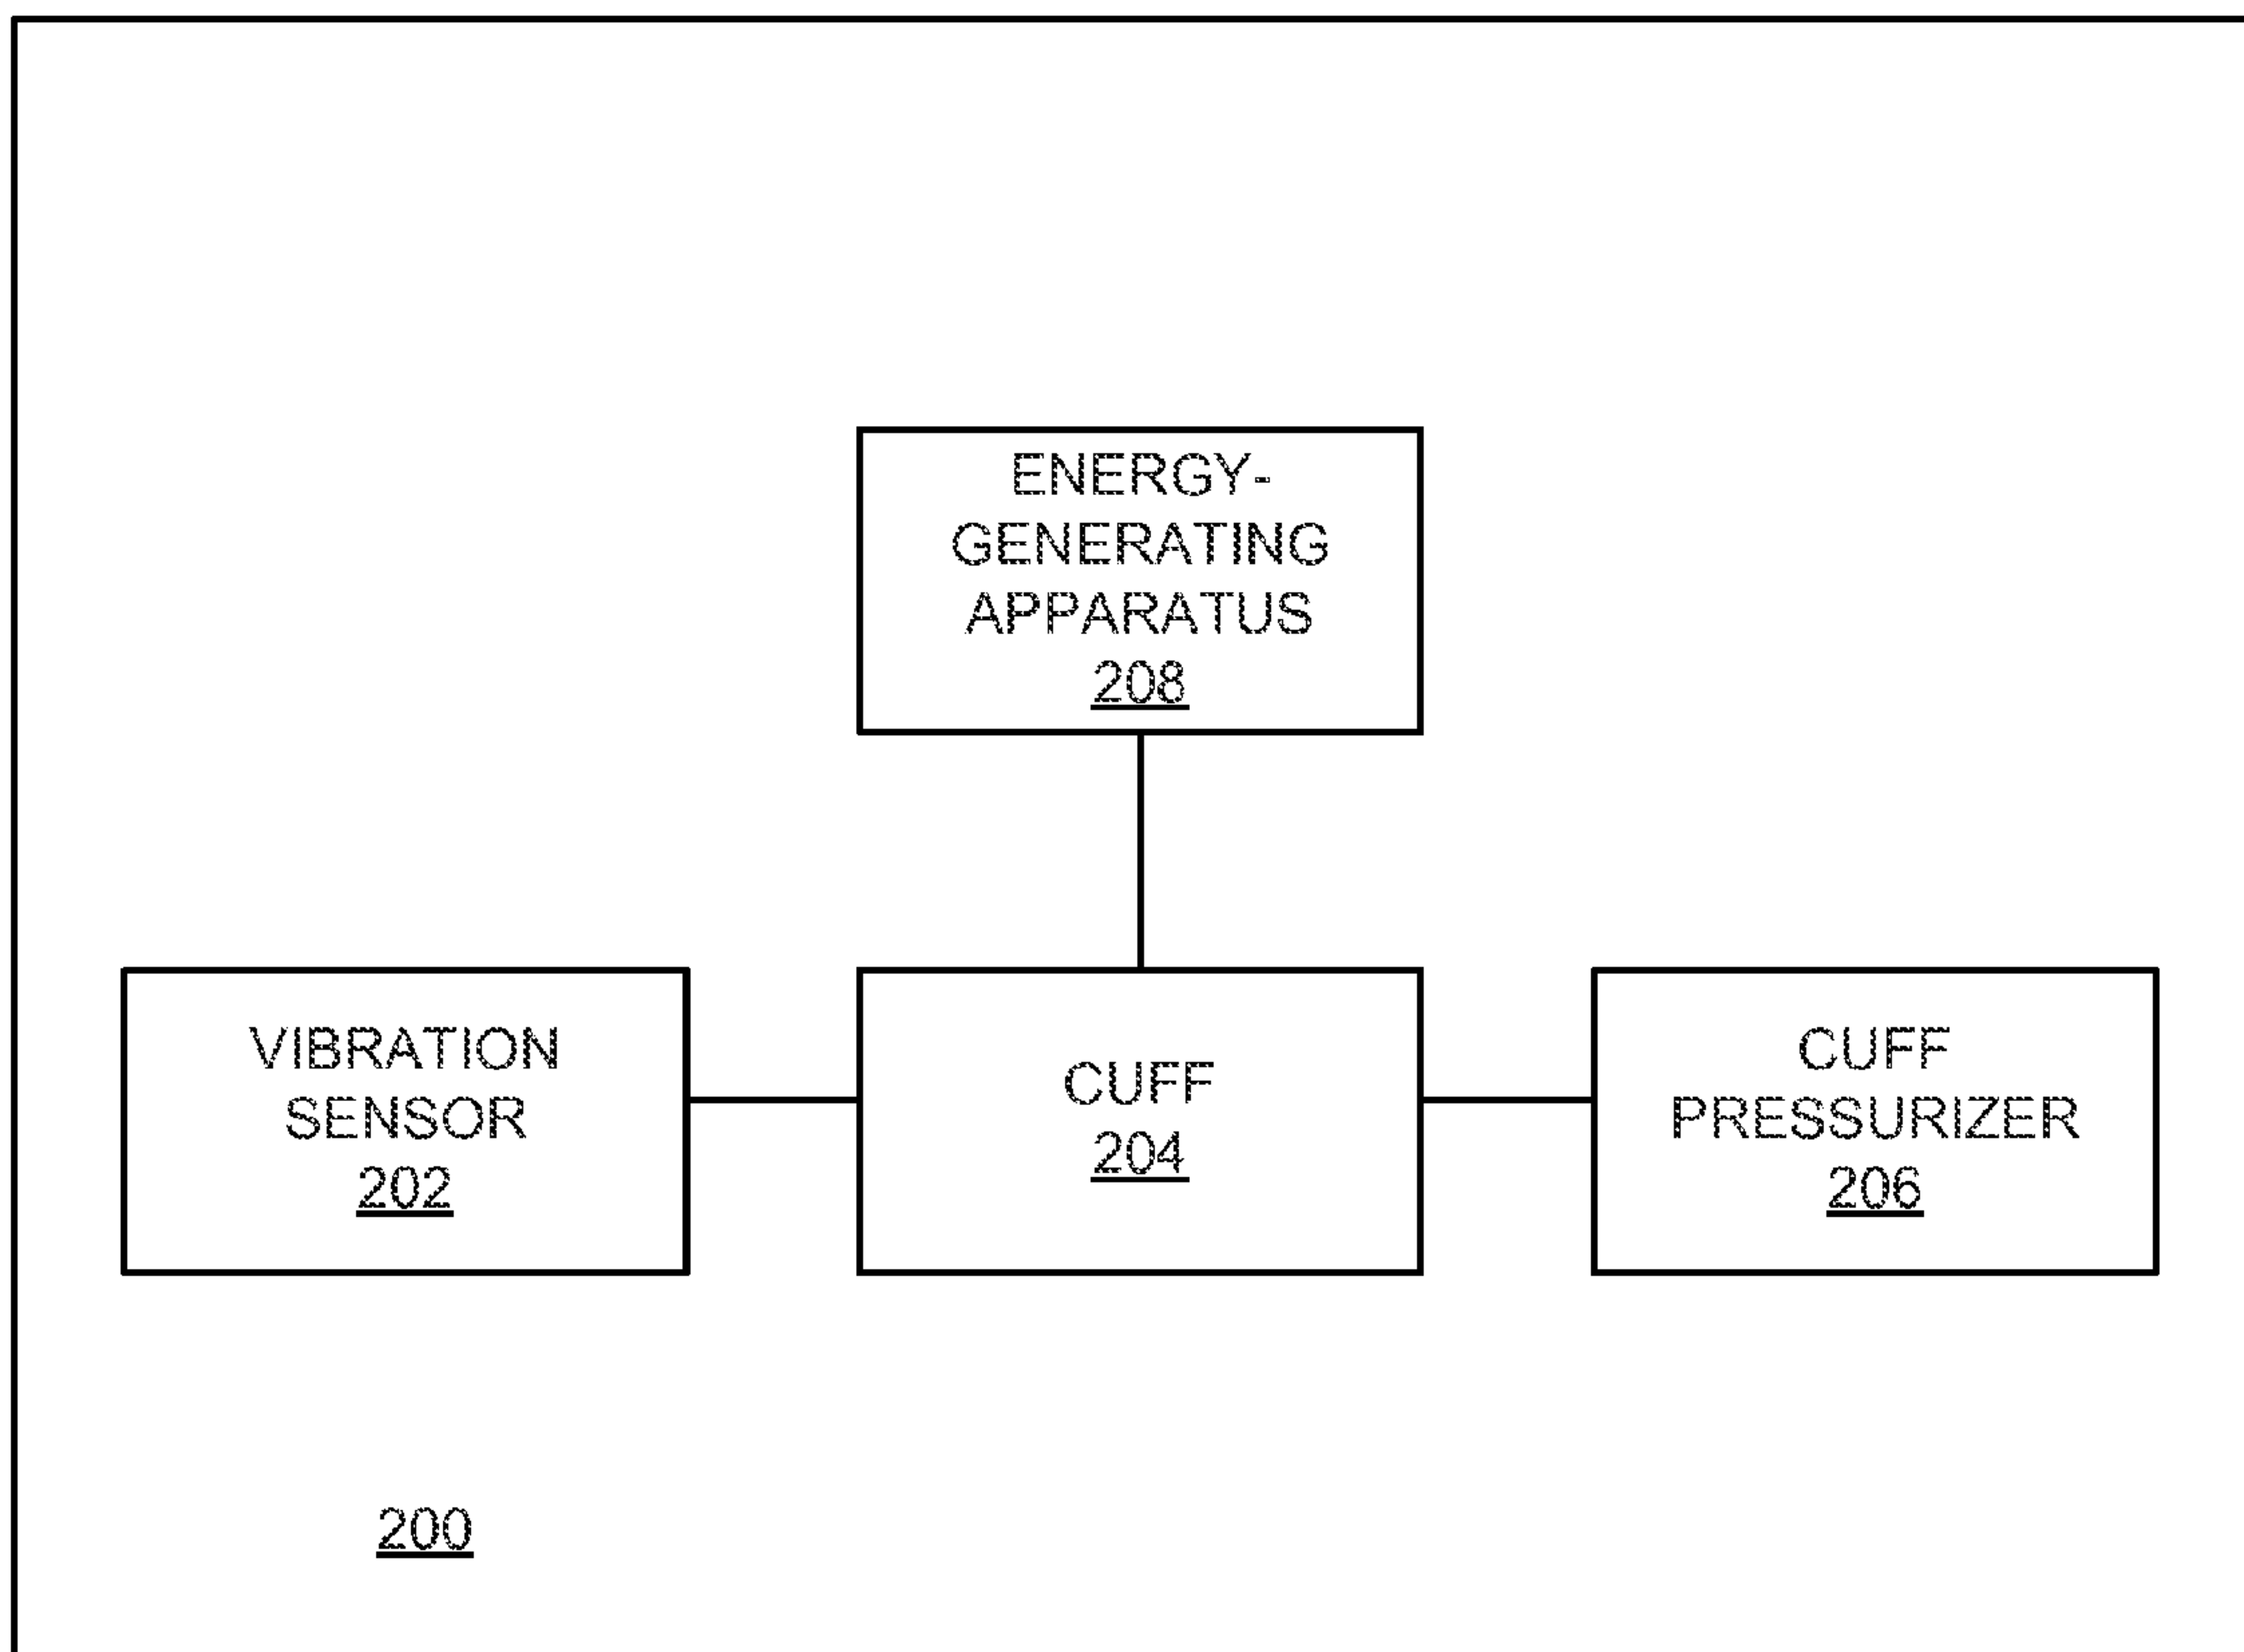 ENERGY-
GENERATING
APPARATUS
208
VIBRATION
SENSOR
202
CUFF
204
CUFF
PRESSURIZER
206
200